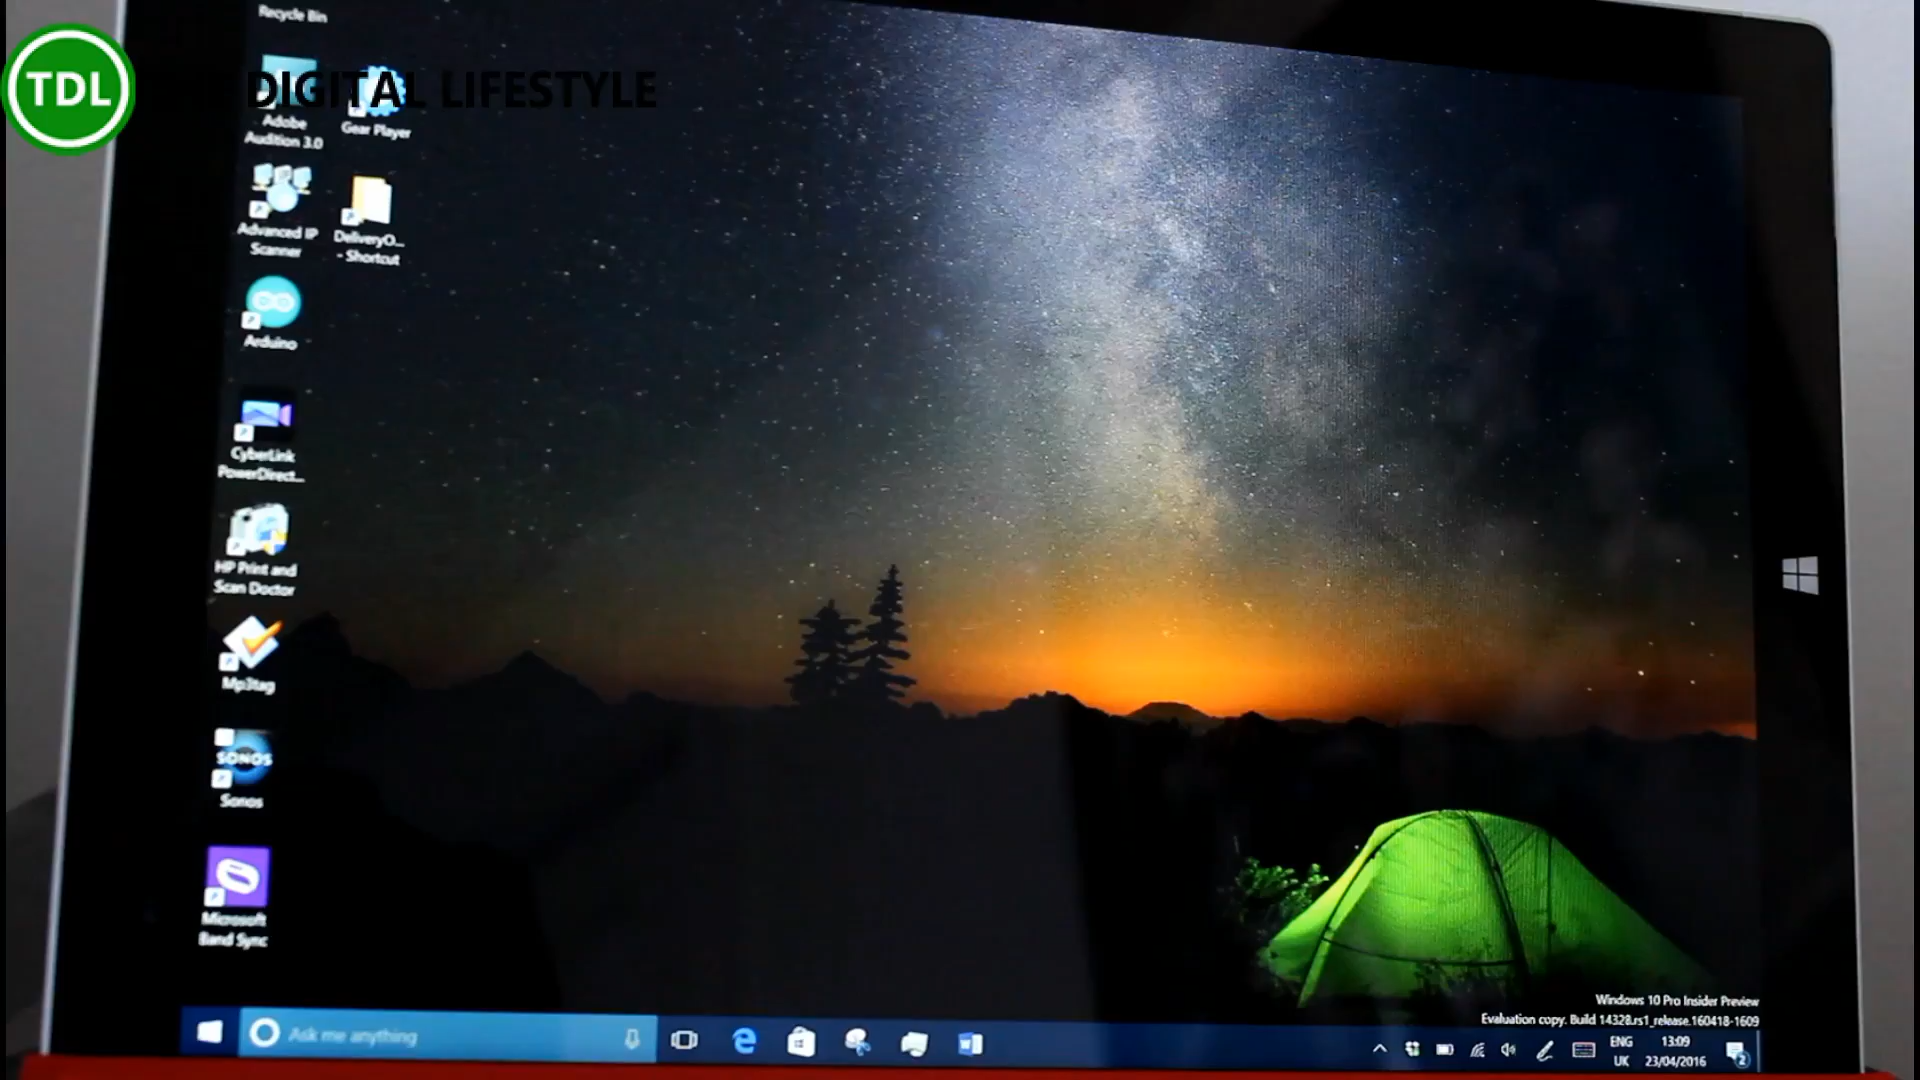 Recycle Bin
TDL
DIGITAL LIFESTYLE
Adobe
Audition 3.0
Gear Player
Advanced IP
Scanner
DeliveryO...
- Shortcut
Arduino
CyberLink
PowerDirect...
HP Print and
Scan Doctor
Mp3tag
SONOS
Sonos
Microsoft
Band Sync
Windows 10 Pro Insider Preview
Evaluation copy. Build 14328.rs1_release.160418-1609
Ask me anything
ENG
UK
13:09
23/04/2016
2